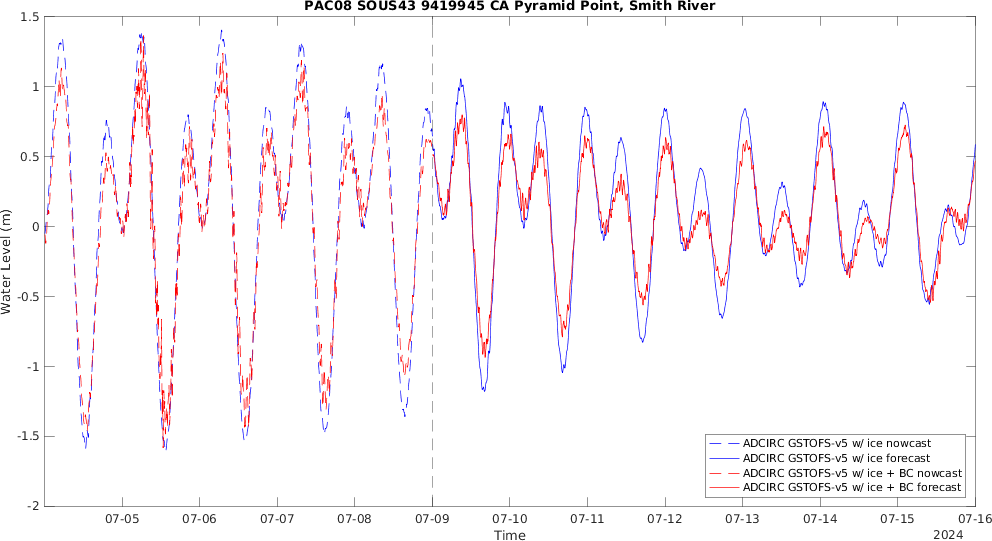 PAC08 SOUS43 9419945 CA Pyramid Point, Smith River
1.5
1
0.5
0
-0.5
-1
-1.5
-2
Water Level (m)
07-05 07-06 07-07 07-08 07-09 07-10 07-11 07-12 07-13 07-14 07-15 07-16
Time
2024
ADCIRC GSTOFS-v5 w/ ice nowcast
ADCIRC GSTOFS-v5 w/ ice forecast
ADCIRC GSTOFS-v5 w/ ice + BC nowcast
ADCIRC GSTOFS-v5 w/ ice + BC forecast